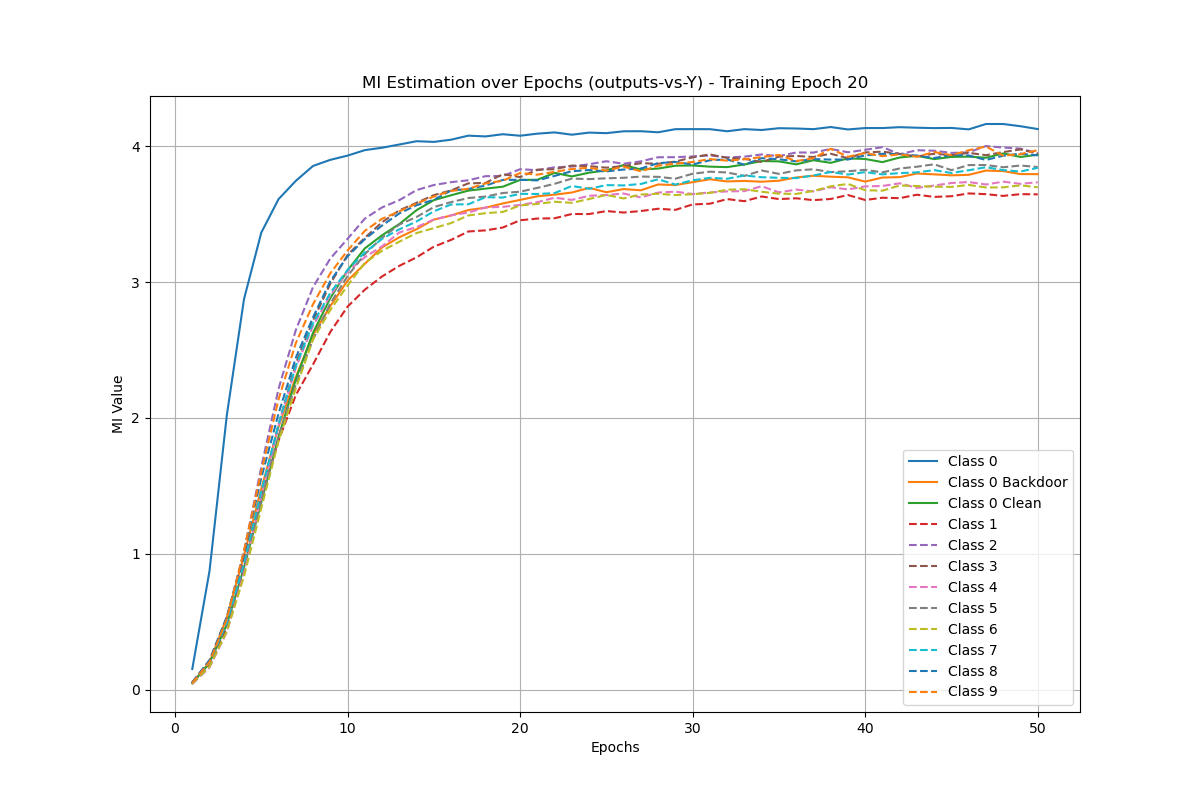 MI Estimation over Epochs (outputs-vs-Y) - Training Epoch 20
MI Value
4
3
2
1
0
0 10 20 30 40 50
Epochs
Class 0
Class 0 Backdoor
Class 0 Clean
Class 1
Class 2
Class 3
Class 4
Class 5
Class 6
Class 7
Class 8
Class 9